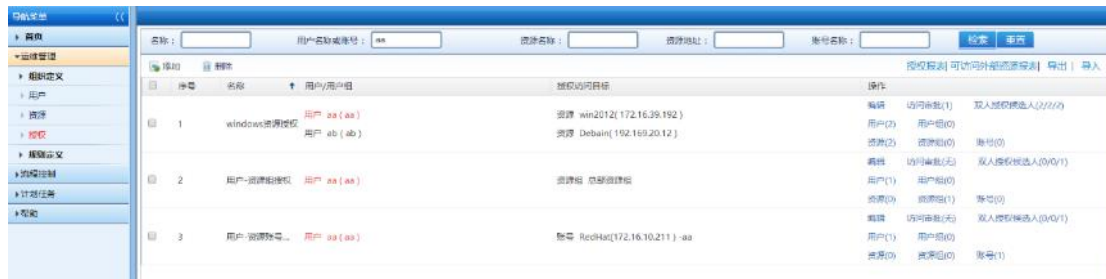 导航菜单
首页
运维管理
组织定义
用户
资源
授权
规则定义
流程控制
计划任务
帮助
名称： 用户名称或账号： aa 资源名称： 资源地址： 账号名称： 检索 重置
添加 删除 授权报表| 可访问外部资源报表| 导出| 导入
序号 名称 用户/用户组 授权访问目标 操作
1 windows资源授权 用户 aa ( aa ) 资源 win2012( 172.16.39.192 ) 编辑 访问审批(1) 双人授权候选人(2/2/2)
用户 ab ( ab ) 资源 Debain( 192.169.20.12 ) 用户(2) 用户组(0)
资源(2) 资源组(0) 账号(0)
2 用户-资源组授权 用户 aa ( aa ) 资源组 总部资源组 编辑 访问审批(无) 双人授权候选人(0/0/1)
用户(1) 用户组(0)
资源(0) 资源组(1) 账号(0)
3 用户-资源账号... 用户 aa ( aa ) 账号 RedHat(172.16.10.211 ) -aa 编辑 访问审批(无) 双人授权候选人(0/0/1)
用户(1) 用户组(0)
资源(0) 资源组(0) 账号(1)